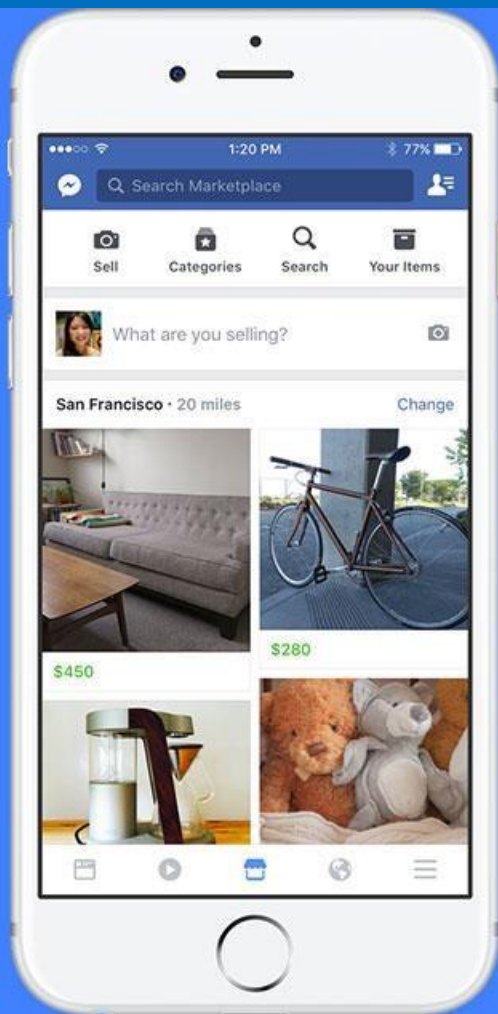 1:20 PM
77%
Search Marketplace
Sell
Categories
Search
Your Items
What are you selling?
San Francisco · 20 miles
Change
$450
$280